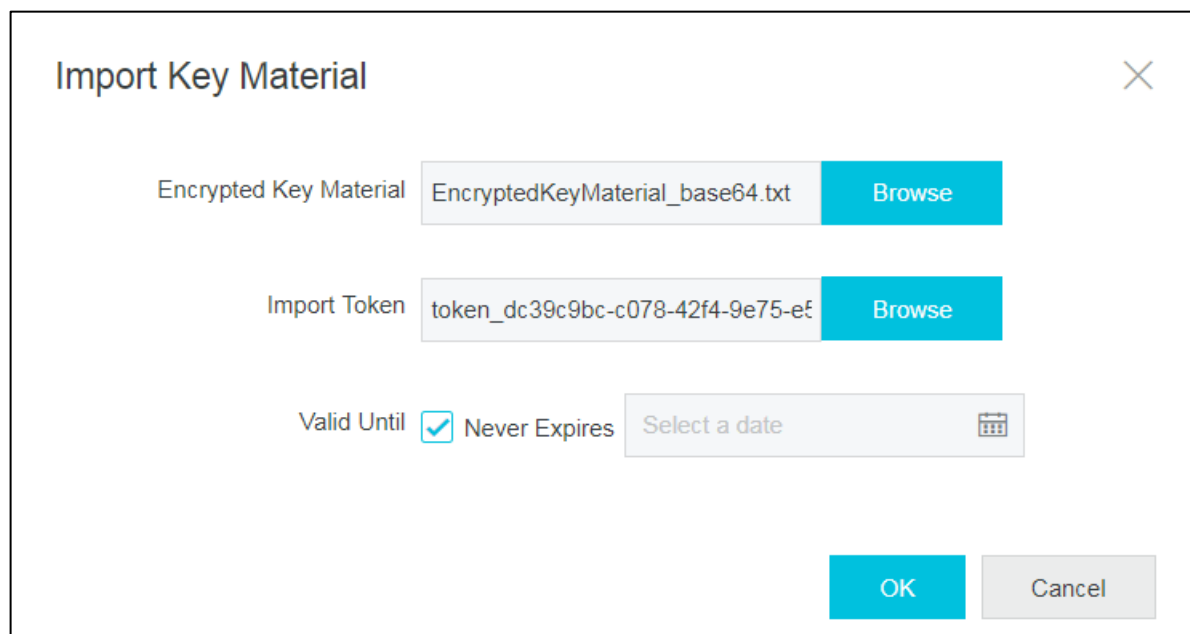 Import Key Material
Encrypted Key Material EncryptedKeyMaterial_base64.txt Browse
Import Token token_dc39c9bc-c078-42f4-9e75-e5 Browse
Valid Until Never Expires Select a date
OK Cancel